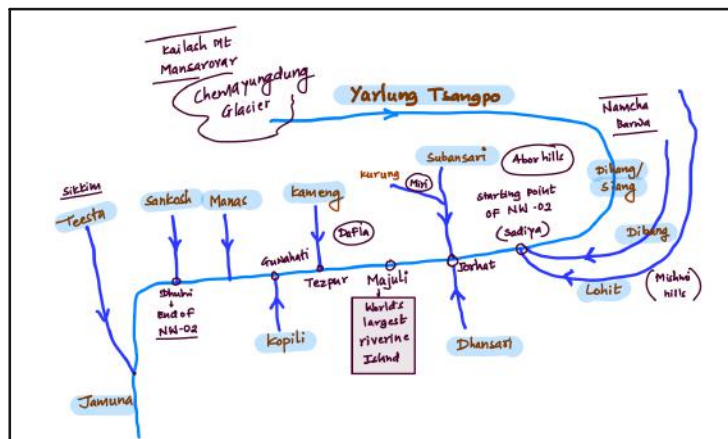 Kailash Mt
Mansarovar
Chemayungdung
Glacier
Yarlung Tsangpo
Namcha
Barwa
Subansari
Abor hills
Kurung
Miri
Dihang/
Siang
Starting Point
of NW-02
(Sadiya)
Sikkim
Teesta
Sankosh
Manas
Kameng
Dafla
Dibang
Guwahati
Tezpur
Majuli
Jorhat
Lohit
(Mishmi
hills)
Dhubri
End of
NW-02
World's
largest
riverine
Island
Kopili
Dhansari
Jamuna